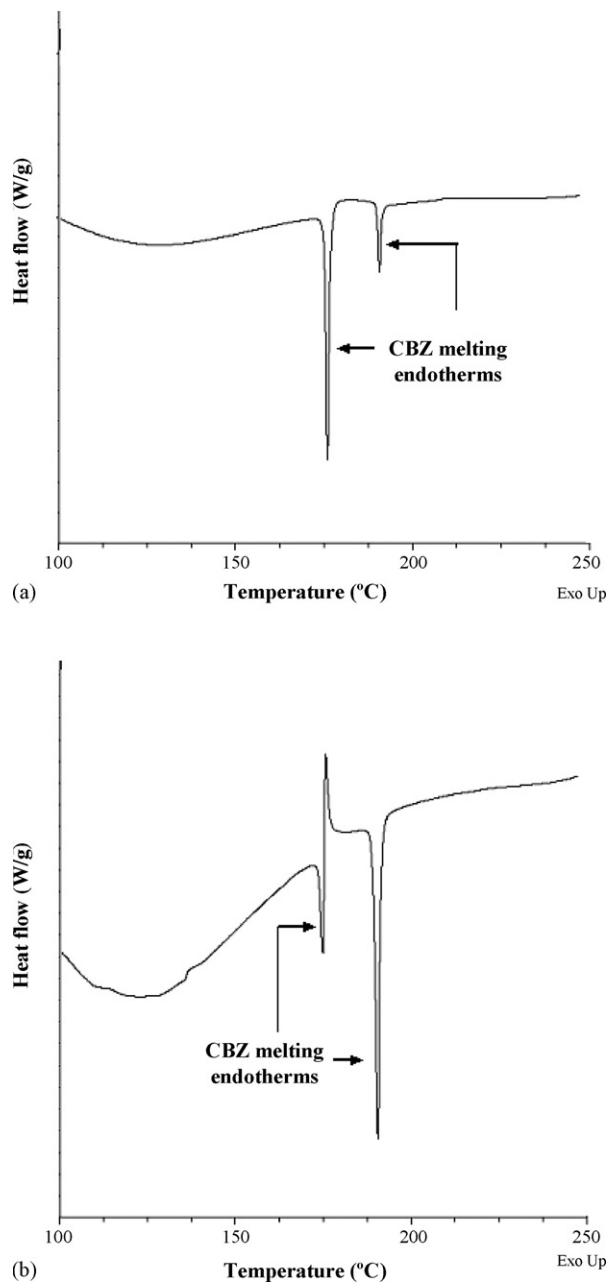 Heat flow (W/g)
CBZ melting
endotherms
100
150
200
250
(a)
Temperature (ºC)
Exo Up
Heat flow (W/g)
CBZ melting
endotherms
100
150
200
250
(b)
Temperature (ºC)
Exo Up